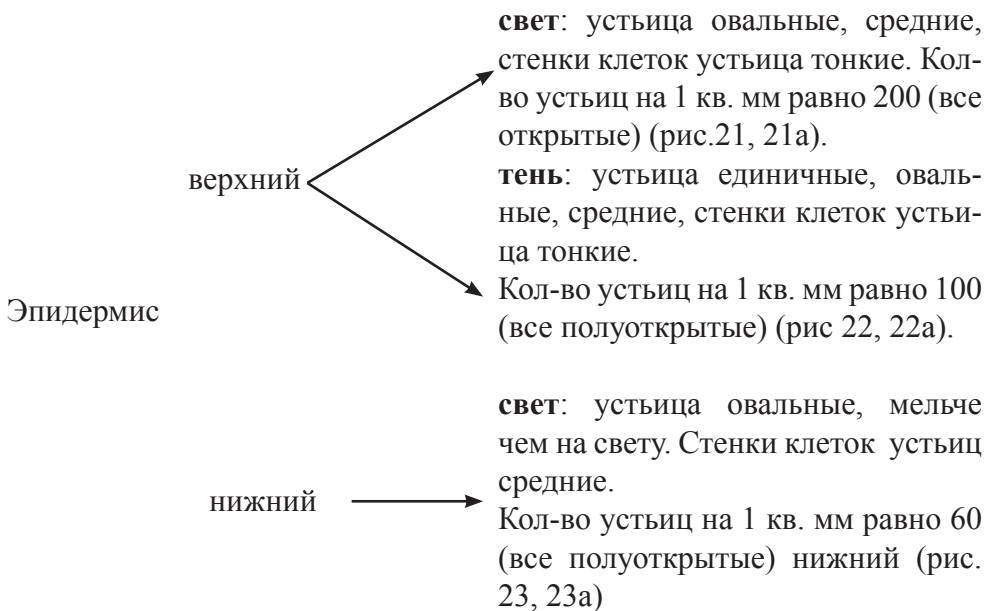 свет: устьица овальные, средние,
стенки клеток устьица тонкие. Кол-
во устьиц на 1 кв. мм равно 200 (все
открытые) (рис.21, 21а).
верхний
тень: устьица единичные, оваль-
ные, средние, стенки клеток устьи-
ца тонкие.
Кол-во устьиц на 1 кв. мм равно 100
(все полуоткрытые) (рис 22, 22а).
Эпидермис
свет: устьица овальные, мельче
чем на свету. Стенки клеток устьиц
средние.
нижний
Кол-во устьиц на 1 кв. мм равно 60
(все полуоткрытые) нижний (рис.
23, 23а)